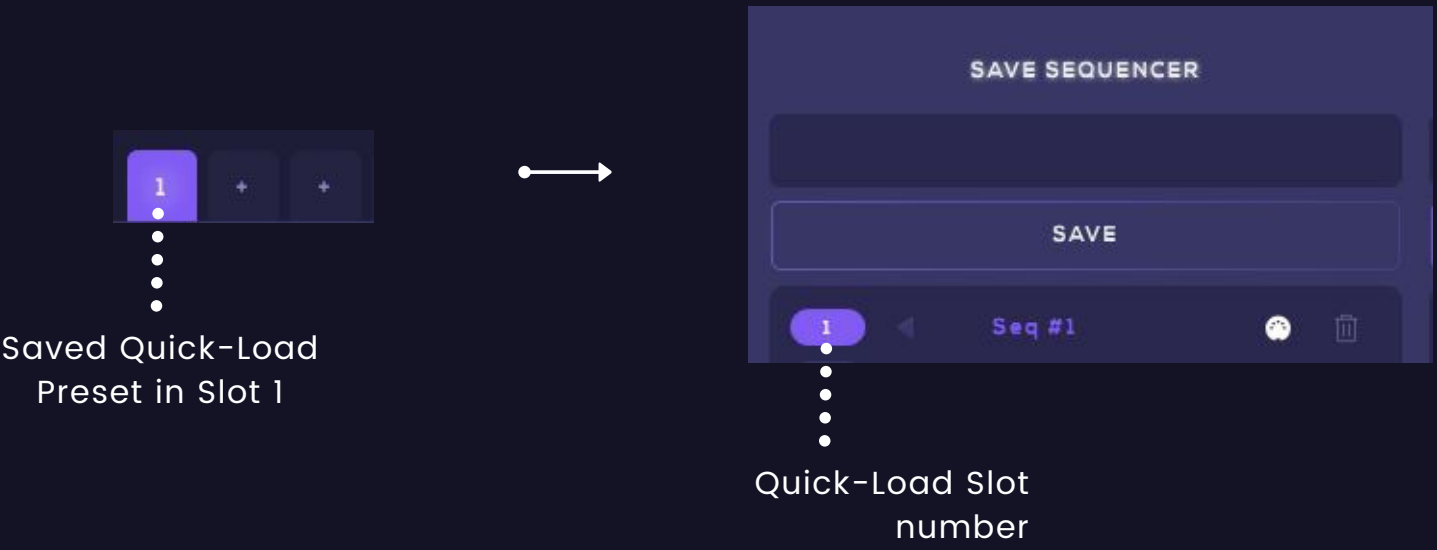 1 + +
Saved Quick-Load
Preset in Slot 1
SAVE SEQUENCER
SAVE
1 Seq #1
Quick-Load Slot
number